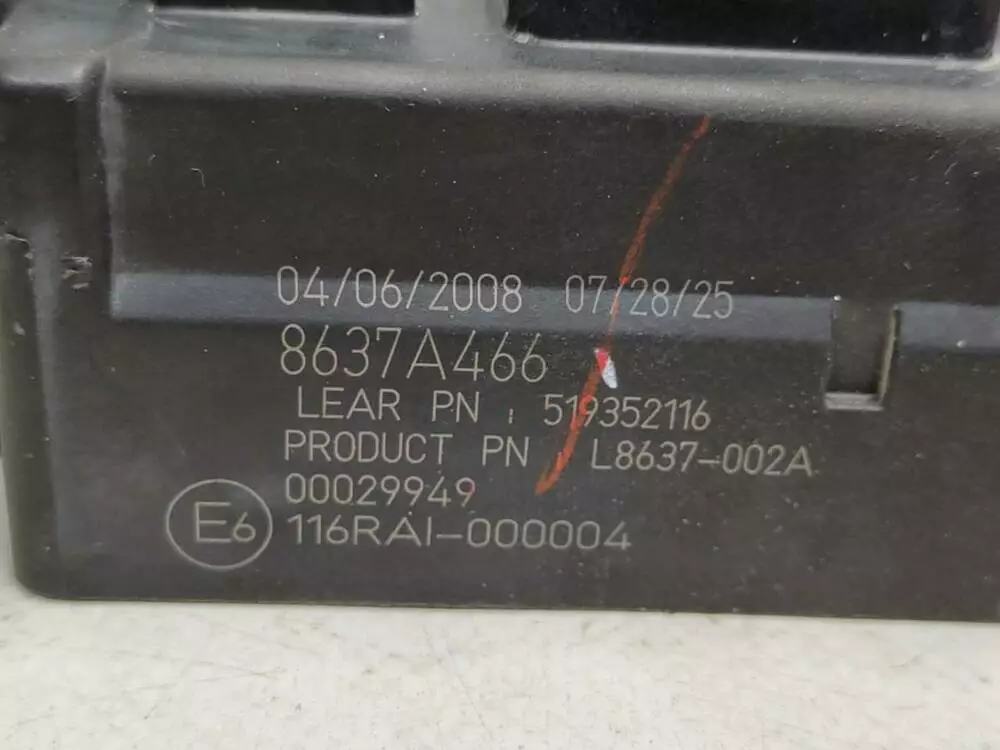 04/06/2008 07/28/25
8637A466
LEAR PN : 519352116
PRODUCT PN : L8637-002A
00029949
E6 116RAI-000004